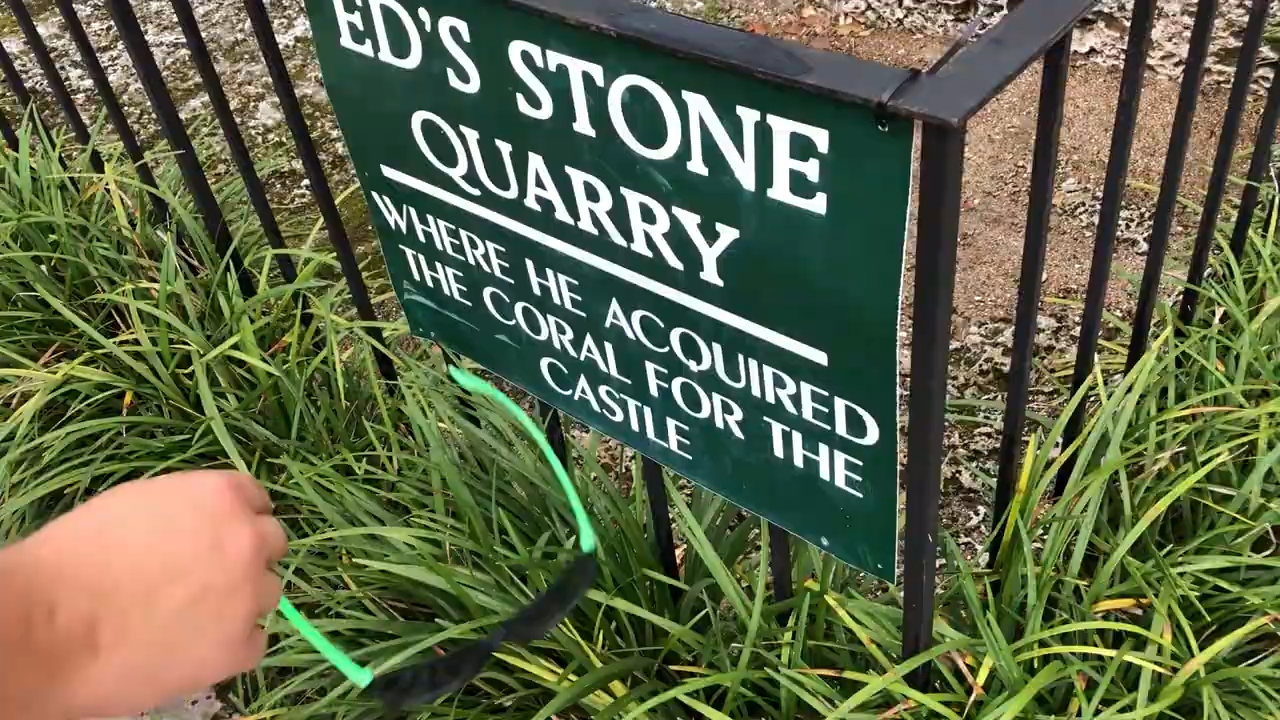 ED'S STONE
QUARRY
WHERE HE ACQUIRED
THE CORAL FOR THE
CASTLE